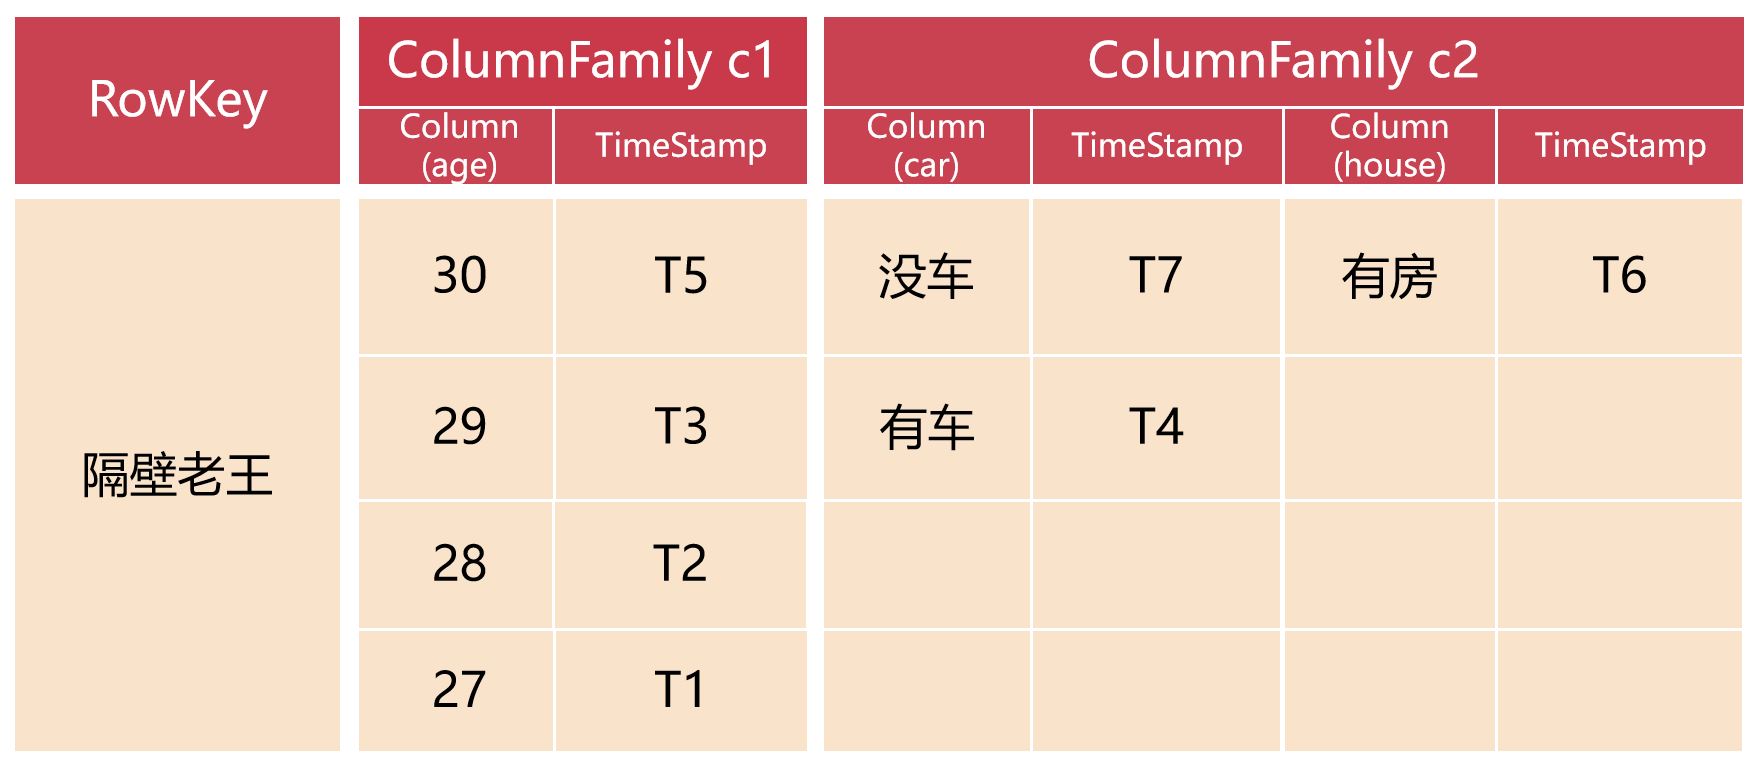 RowKey
ColumnFamily c1
ColumnFamily c2
Column
(age)
TimeStamp
Column
(car)
TimeStamp
Column
(house)
TimeStamp
隔壁老王
30
T5
没车
T7
有房
T6
29
T3
有车
T4
28
T2
27
T1